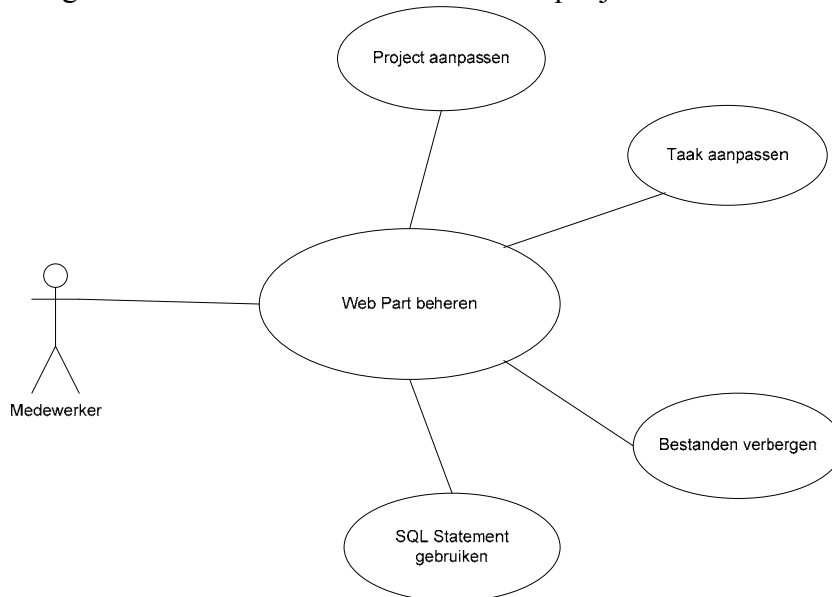 Project aanpassen
Taak aanpassen
Web Part beheren
Medewerker
Bestanden verbergen
SQL Statement
gebruiken